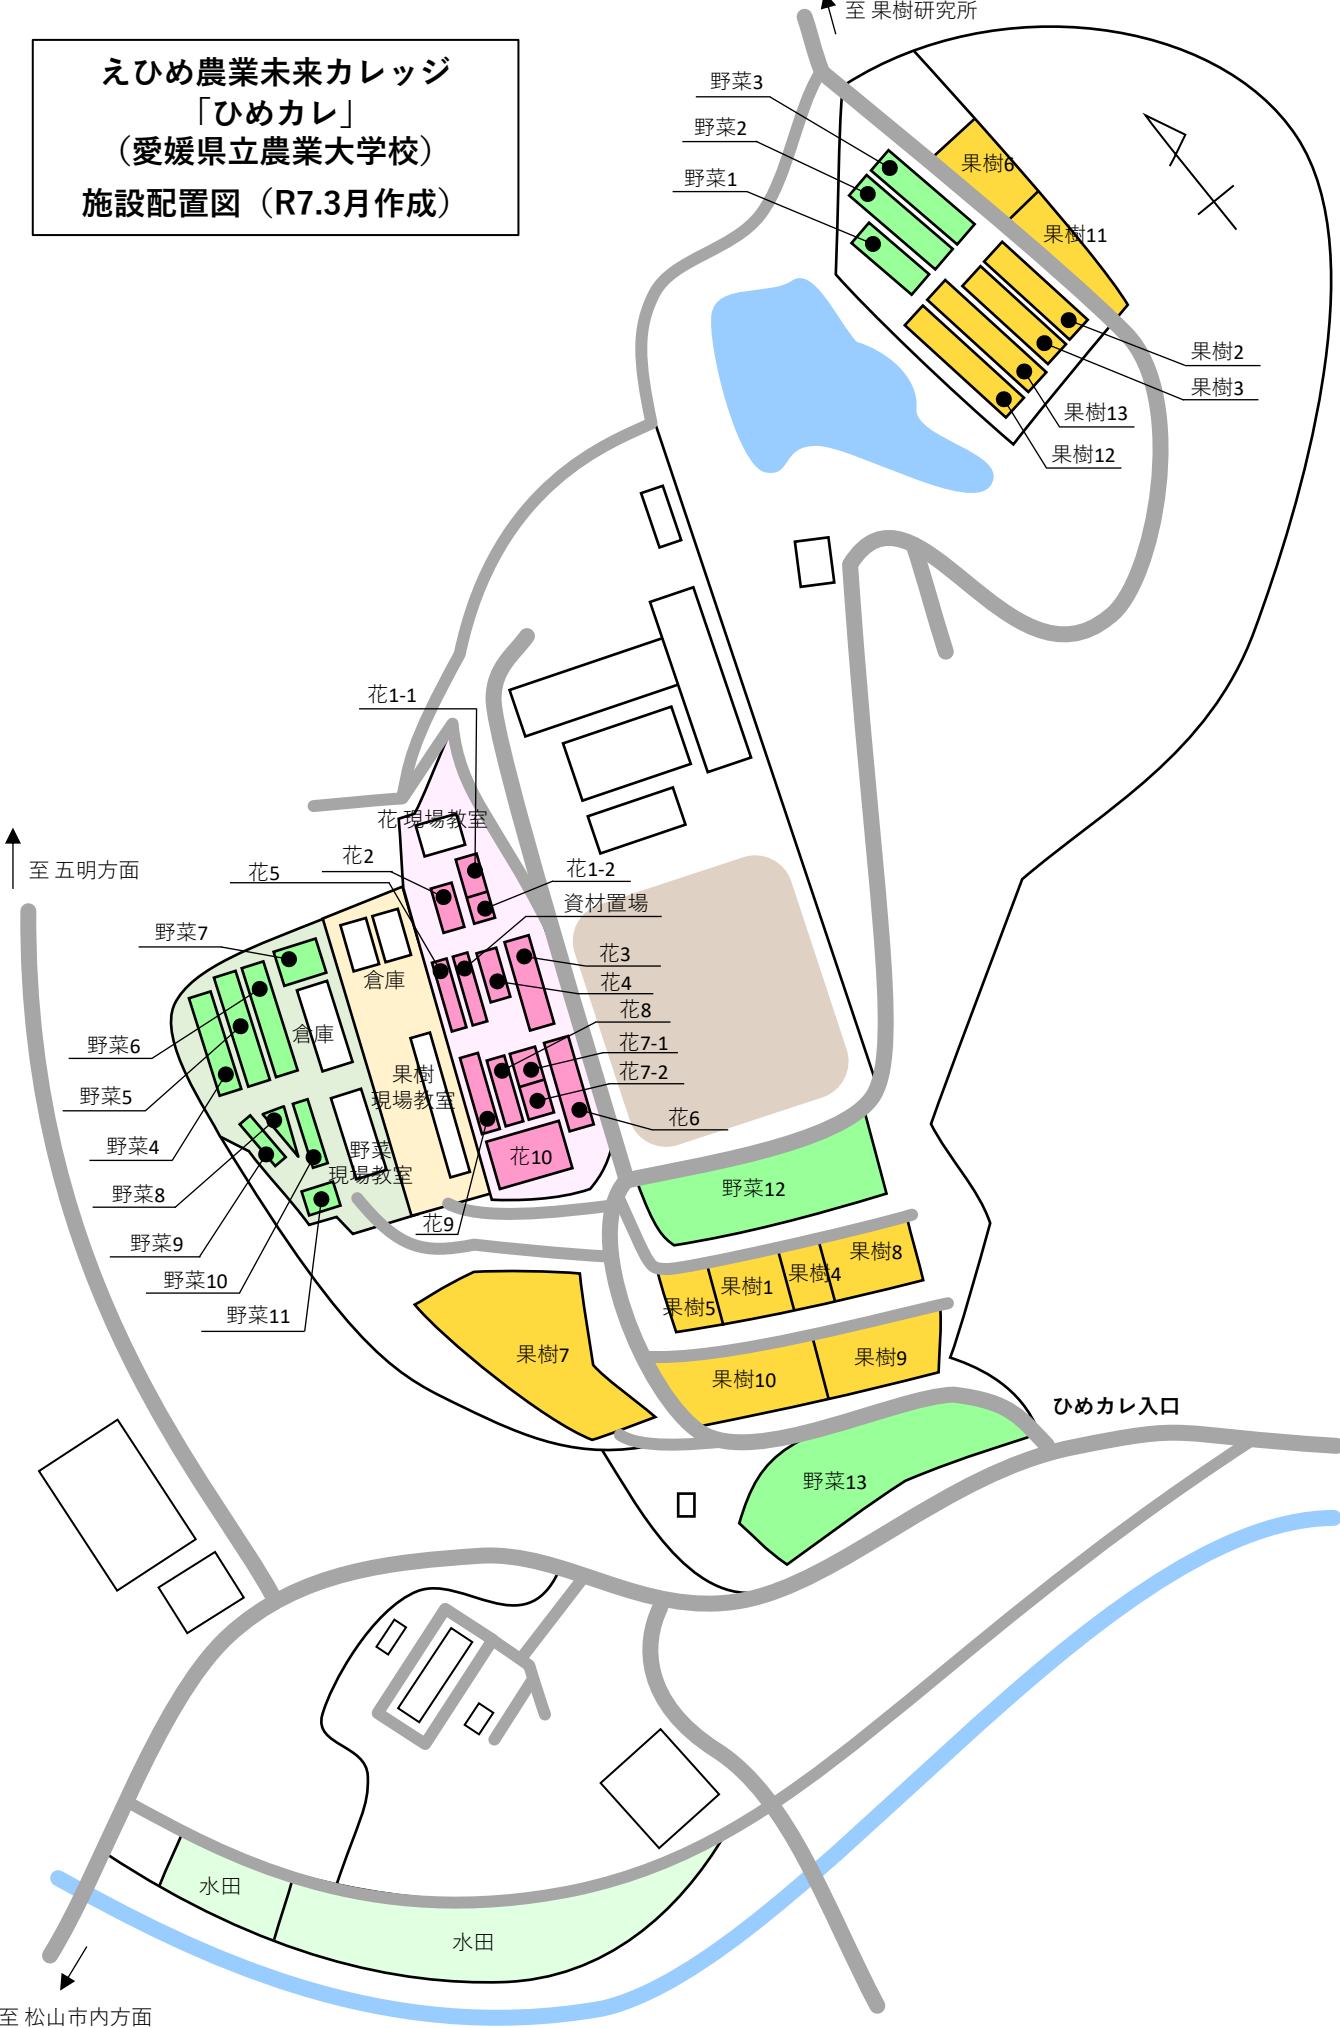 至 果樹研究所
えひめ農業未来カレッジ
「ひめカレ」
（愛媛県立農業大学校）
施設配置図（R7.3月作成）
野菜3
野菜2
野菜1
果樹6
果樹11
果樹2
果樹3
果樹13
果樹12
花1-1
花 現場教室
花2
花5
花1-2
資材置場
至 五明方面
野菜7
花3
花4
倉庫
花8
倉庫
野菜6
花7-1
花7-2
果樹
現場教室
野菜5
花6
野菜4
野菜
現場教室
花10
野菜8
野菜12
花9
野菜9
野菜10
野菜11
果樹8
果樹4
果樹1
果樹5
果樹7
果樹9
果樹10
ひめカレ入口
野菜13
水田
水田
至 松山市内方面